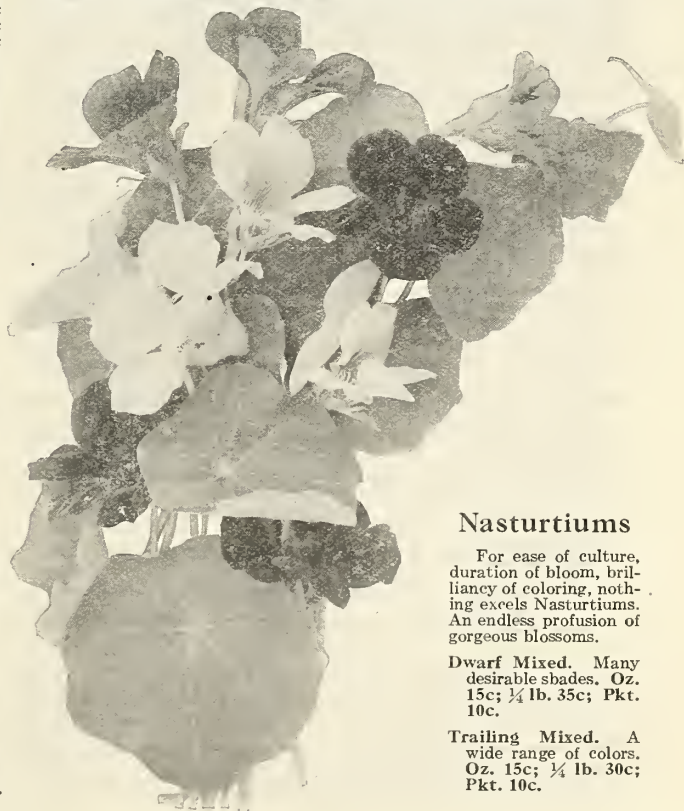 Nasturtiums
For ease of culture,
duration of bloom, bril-
liancy of coloring, noth-
ing excels Nasturtiums.
An endless profusion of
gorgeous blossoms.
Dwarf Mixed. Many
desirable shades. Oz.
15c; ¼ lb. 35c; Pkt.
10c.
Trailing Mixed. A
wide range of colors.
Oz. 15c; ¼ lb. 30c;
Pkt. 10c.